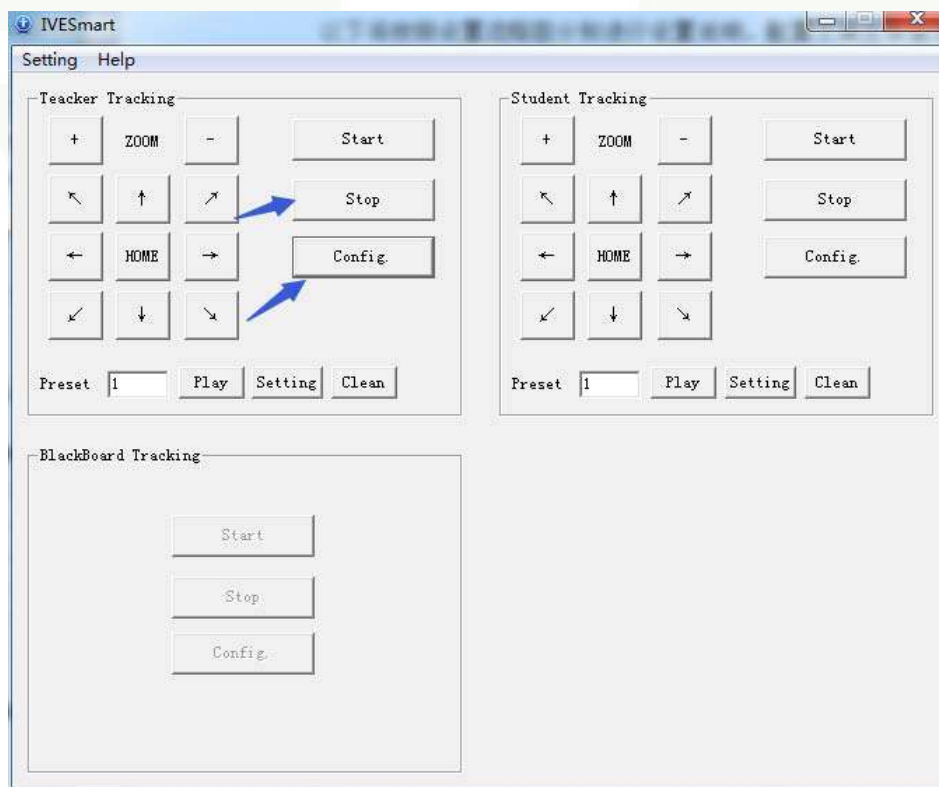 IVESmart
Setting Help
Teacker Tracking
+ ZOOM - Start
↖ ↑ ↗ Stop
← HOME → Config.
↙ ↓ ↘
Preset 1 Play Setting Clean
Student Tracking
+ ZOOM - Start
↖ ↑ ↗ Stop
← HOME → Config.
↙ ↓ ↘
Preset 1 Play Setting Clean
BlackBoard Tracking
Start
Stop
Config.